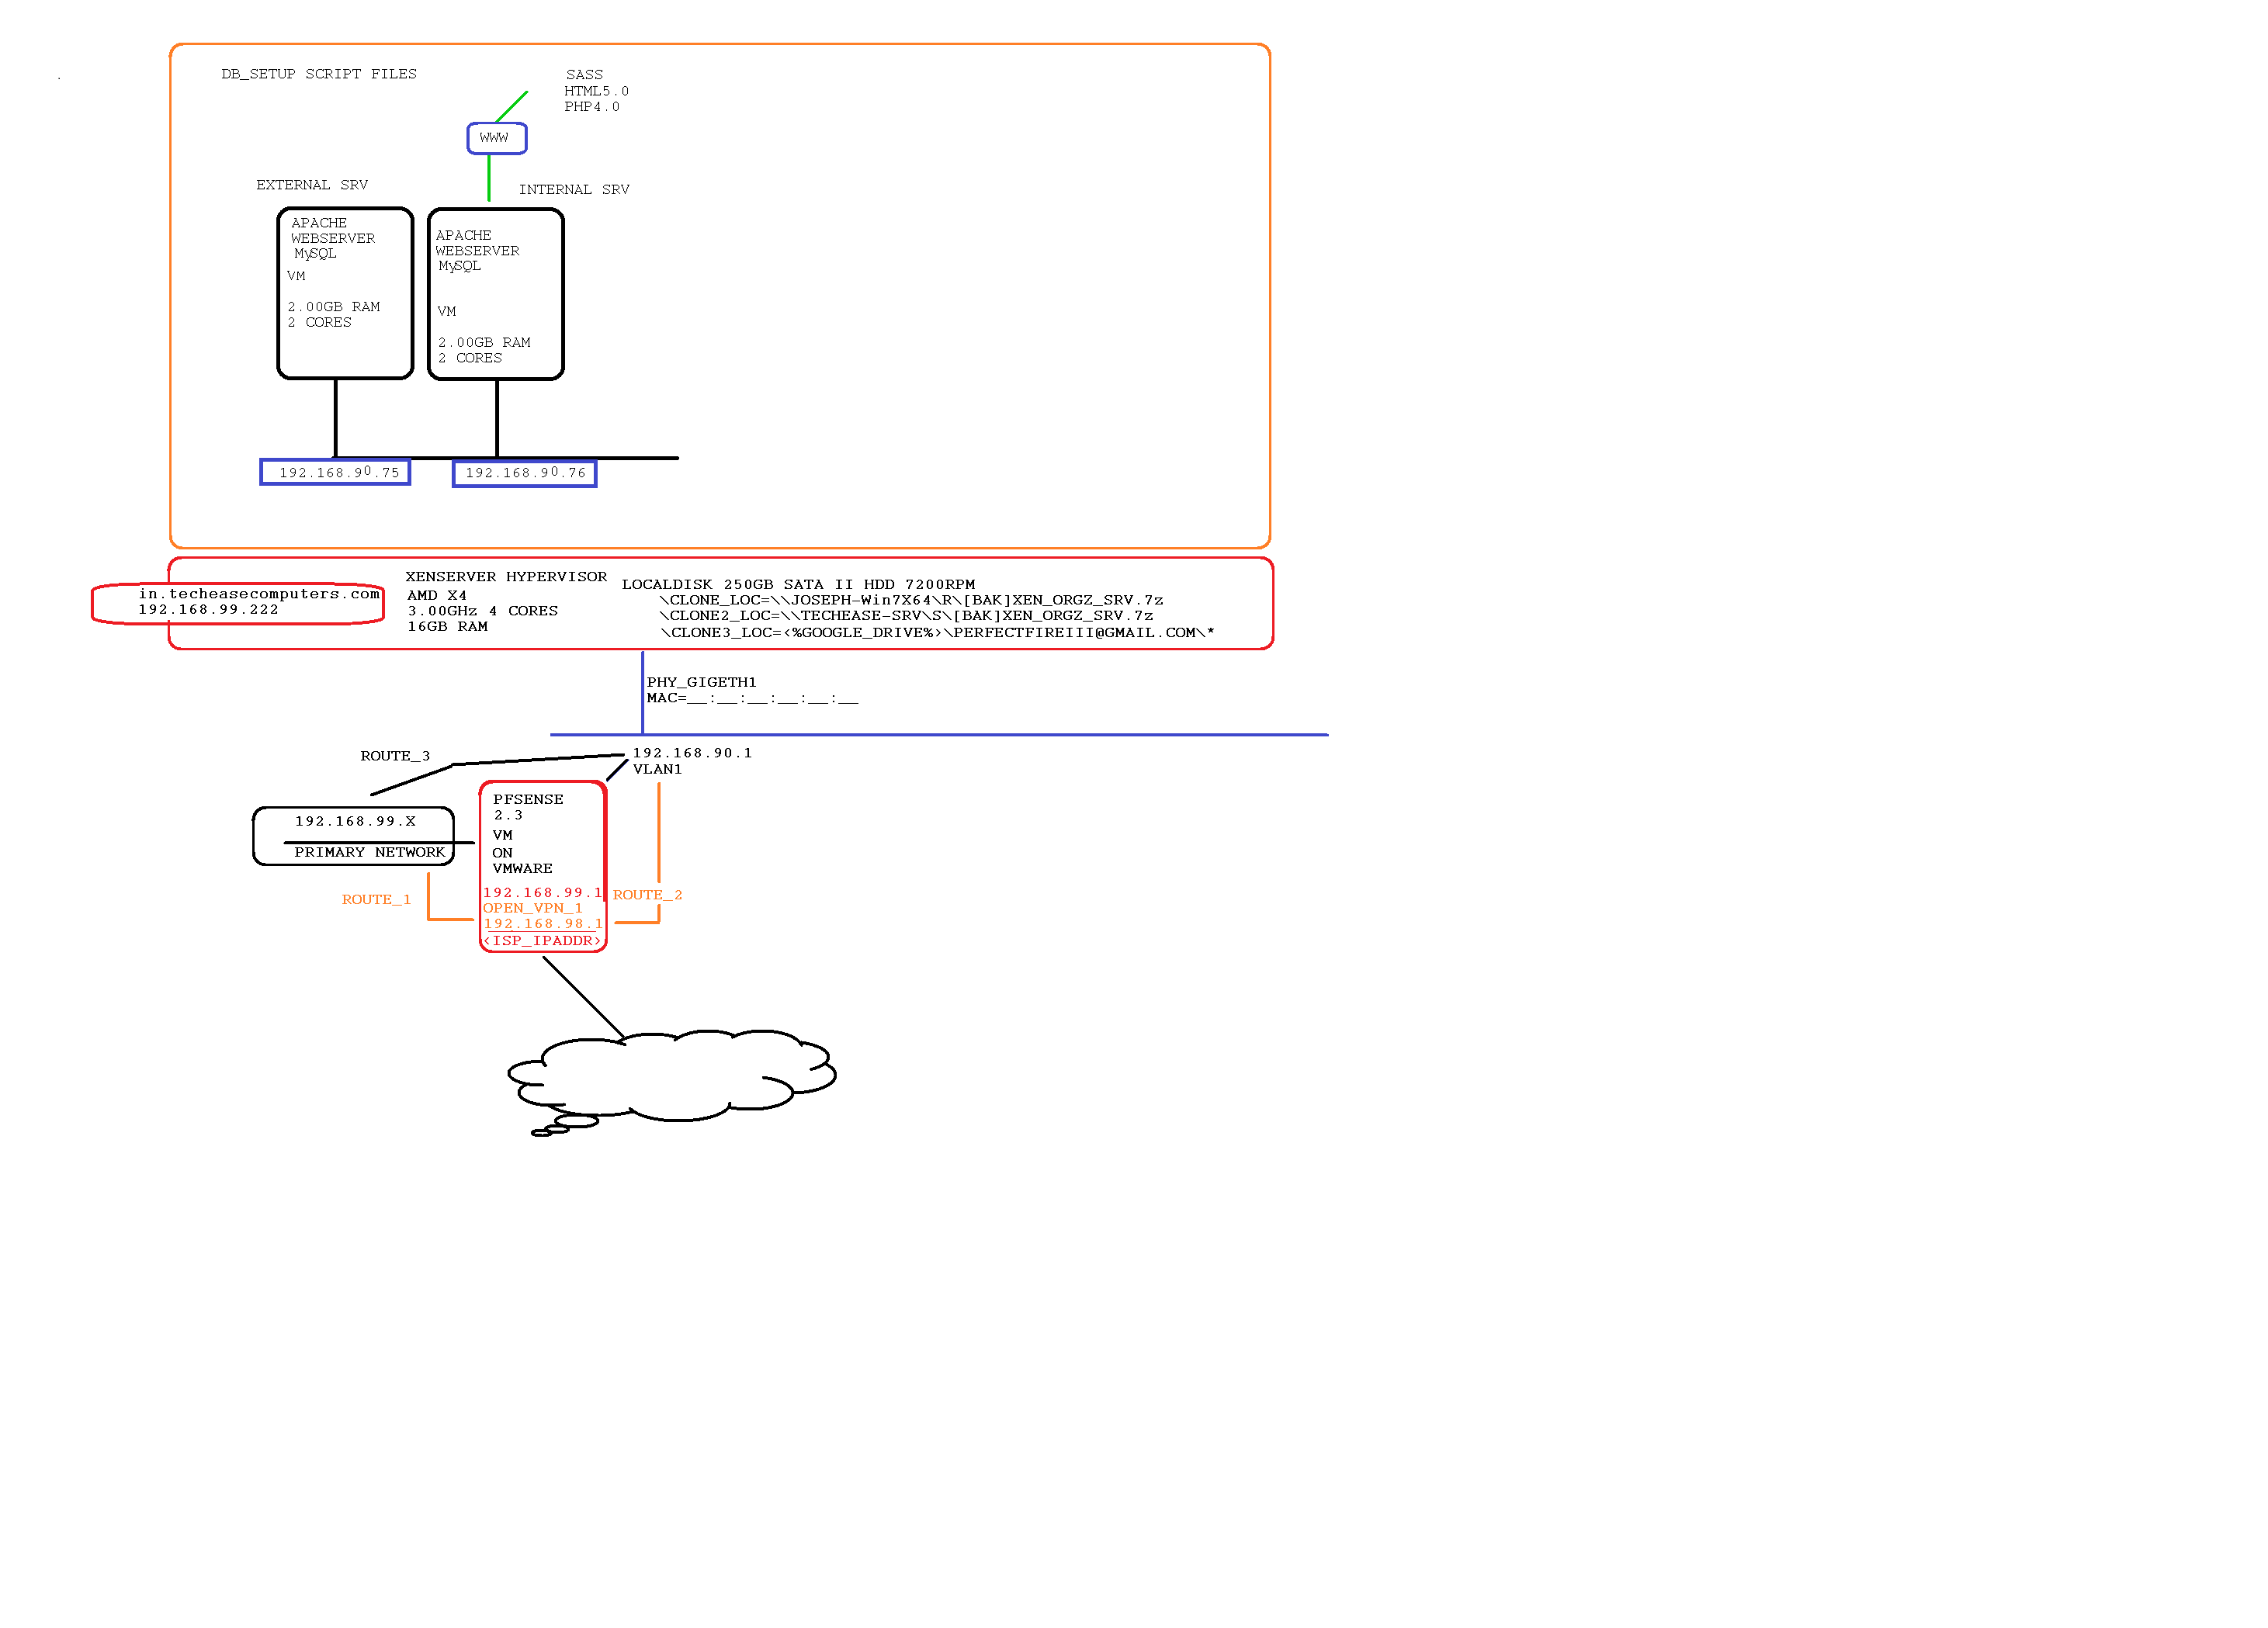 DB_SETUP SCRIPT FILES
SASS
HTML5.0
PHP4.0
WWW
EXTERNAL SRV
INTERNAL SRV
APACHE
WEBSERVER
MySQL
VM
2.00GB RAM
2 CORES
APACHE
WEBSERVER
MySQL
VM
2.00GB RAM
2 CORES
192.168.90.75
192.168.90.76
in.techeasecomputers.com
192.168.99.222
XENSERVER HYPERVISOR
AMD X4
3.00GHz 4 CORES
16GB RAM
LOCALDISK 250GB SATA II HDD 7200RPM
\CLONE_LOC=\\JOSEPH-Win7X64\R\[BAK]XEN_ORGZ_SRV.7z
\CLONE2_LOC=\\TECHEASE-SRV\S\[BAK]XEN_ORGZ_SRV.7z
\CLONE3_LOC=<%GOOGLE_DRIVE%>\PERFECTFIREIII@GMAIL.COM\*
PHY_GIGETH1
MAC=__:__:__:__:__:__
ROUTE_3
192.168.90.1
VLAN1
192.168.99.X
PRIMARY NETWORK
PFSENSE
2.3
VM
ON
VMWARE
192.168.99.1
OPEN_VPN_1
192.168.98.1
<ISP_IPADDR>
ROUTE_1
ROUTE_2